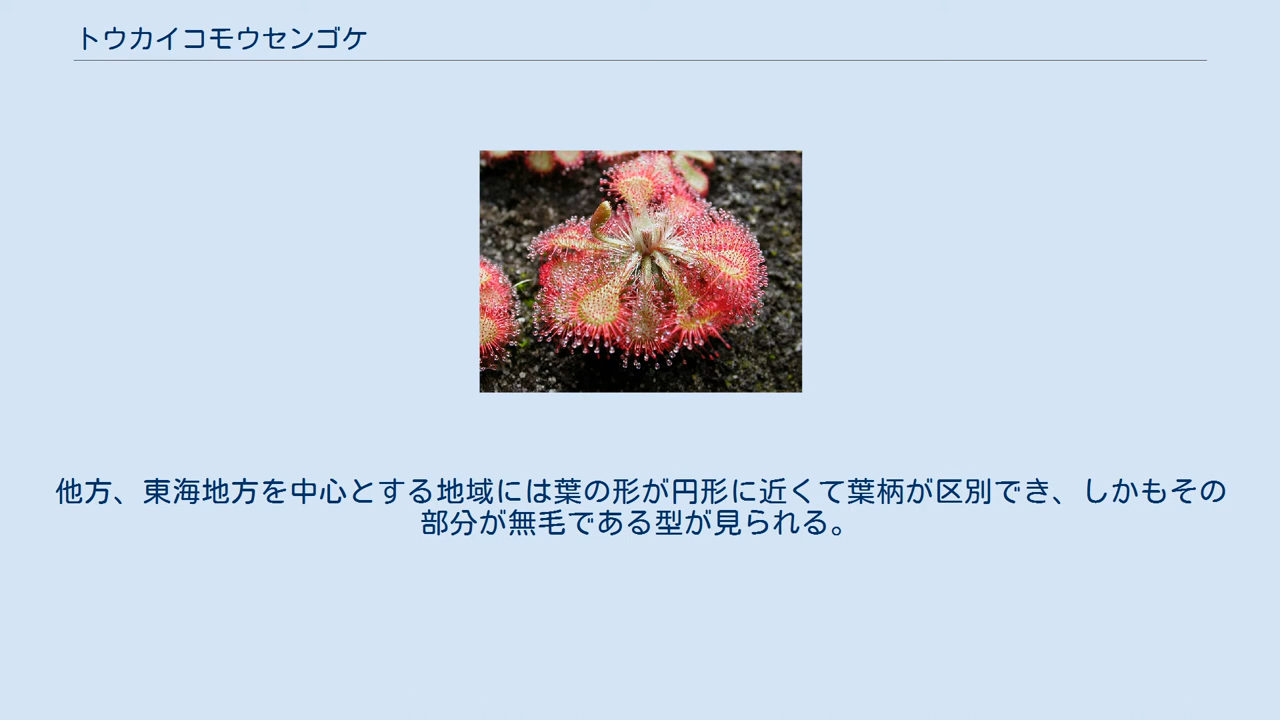 トウカイコモウセンゴケ
他方、東海地方を中心とする地域には葉の形が円形に近くて葉柄が区別でき、しかもその
部分が無毛である型が見られる。